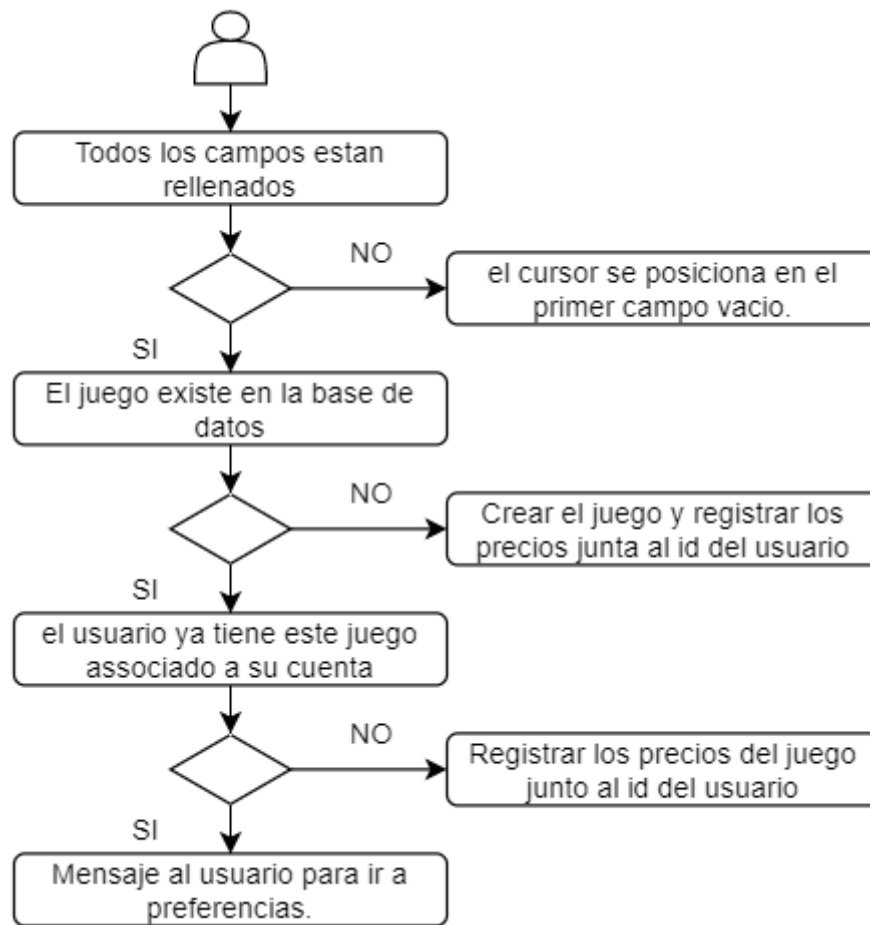 Todos los campos estan
rellenados
NO
el cursor se posiciona en el
primer campo vacio.
SI
El juego existe en la base de
datos
NO
Crear el juego y registrar los
precios junta al id del usuario
SI
el usuario ya tiene este juego
associado a su cuenta
NO
Registrar los precios del juego
junto al id del usuario
SI
Mensaje al usuario para ir a
preferencias.